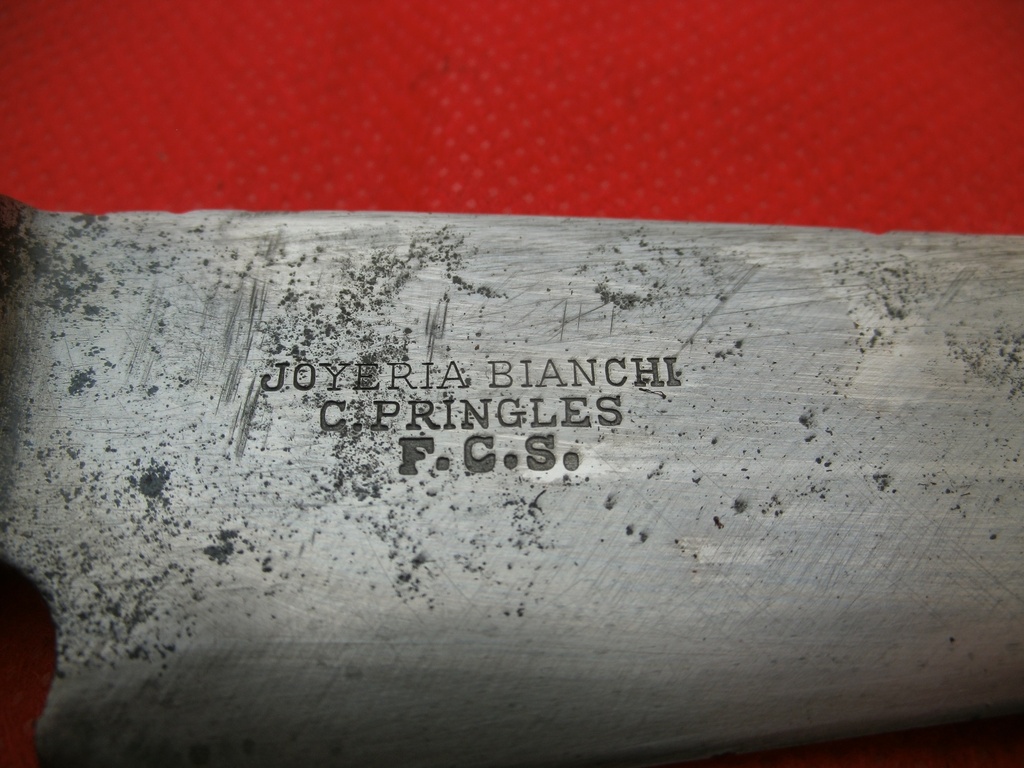 JOYERIA BIANCHI
C. PRINGLES
F.C.S.